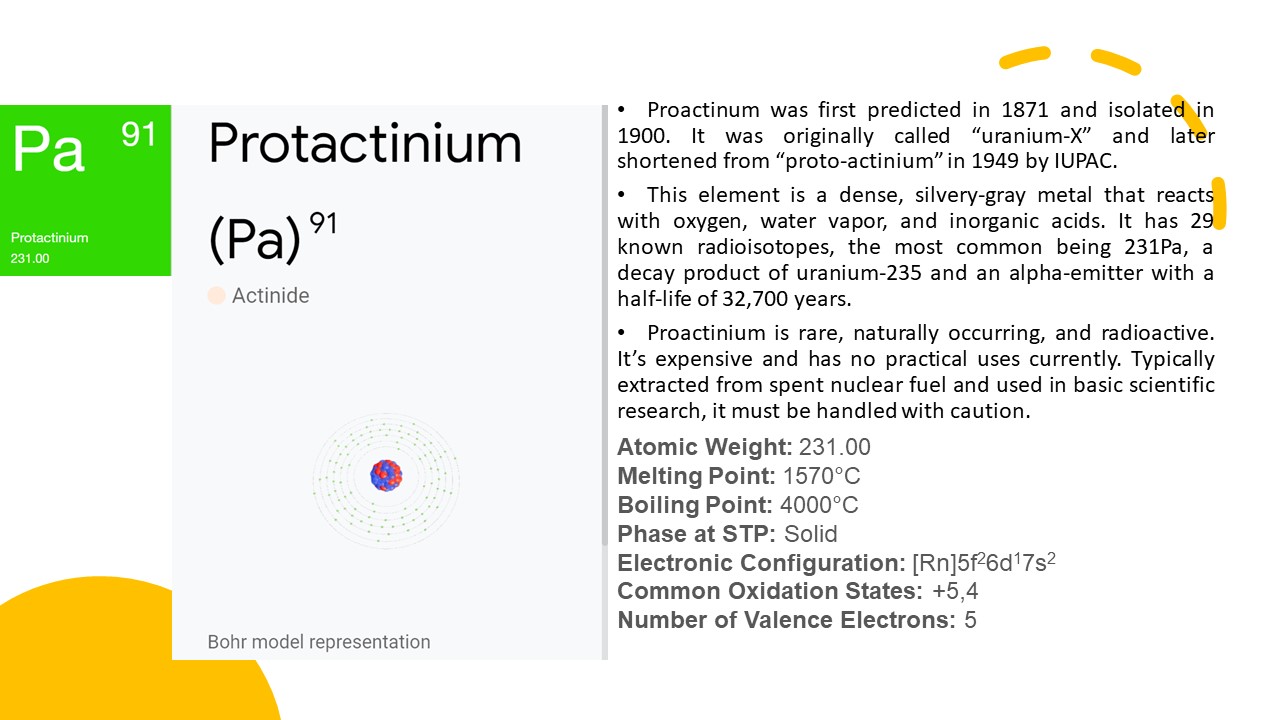 Pa 91
Protactinium
231.00
Protactinium
(Pa) 91
Actinide
Bohr model representation
• Proactinum was first predicted in 1871 and isolated in
1900. It was originally called “uranium-X” and later
shortened from “proto-actinium” in 1949 by IUPAC.
• This element is a dense, silvery-gray metal that reacts
with oxygen, water vapor, and inorganic acids. It has 29
known radioisotopes, the most common being 231Pa, a
decay product of uranium-235 and an alpha-emitter with a
half-life of 32,700 years.
• Proactinium is rare, naturally occurring, and radioactive.
It’s expensive and has no practical uses currently. Typically
extracted from spent nuclear fuel and used in basic scientific
research, it must be handled with caution.
Atomic Weight: 231.00
Melting Point: 1570°C
Boiling Point: 4000°C
Phase at STP: Solid
Electronic Configuration: [Rn]5f²6d¹7s²
Common Oxidation States: +5,4
Number of Valence Electrons: 5